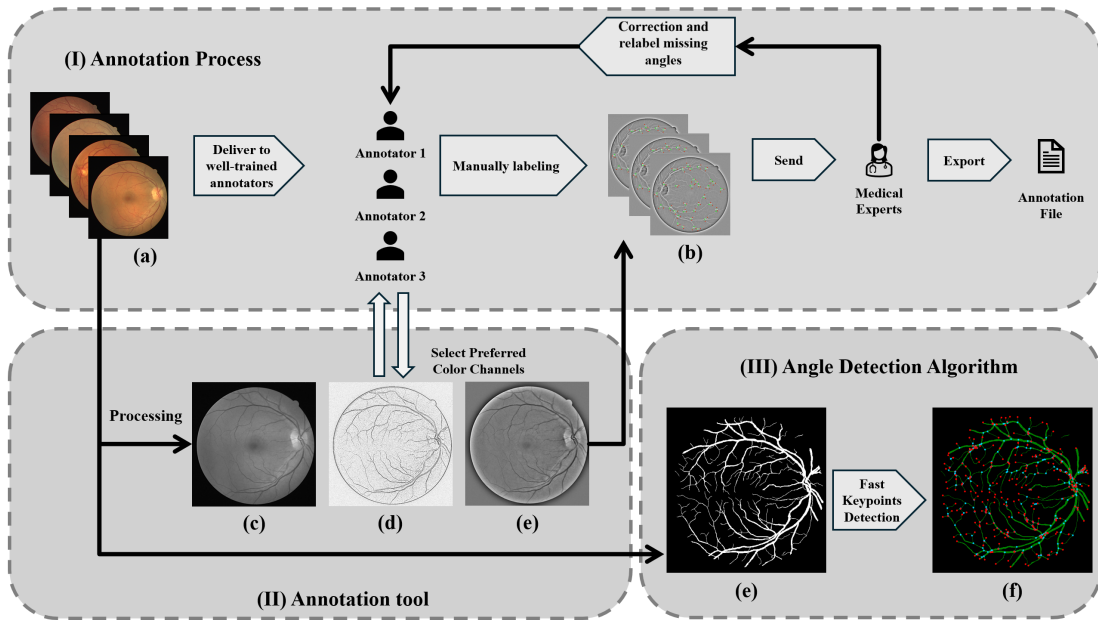 (I) Annotation Process
Correction and
relabel missing
angles
Deliver to
well-trained
annotators
Annotator 1
Annotator 2
Annotator 3
Manually labeling
Send
Medical
Experts
Export
Annotation
File
(a)
(b)
Select Preferred
Color Channels
Processing
(c)
(d)
(e)
(II) Annotation tool
(III) Angle Detection Algorithm
Fast
Keypoints
Detection
(e)
(f)